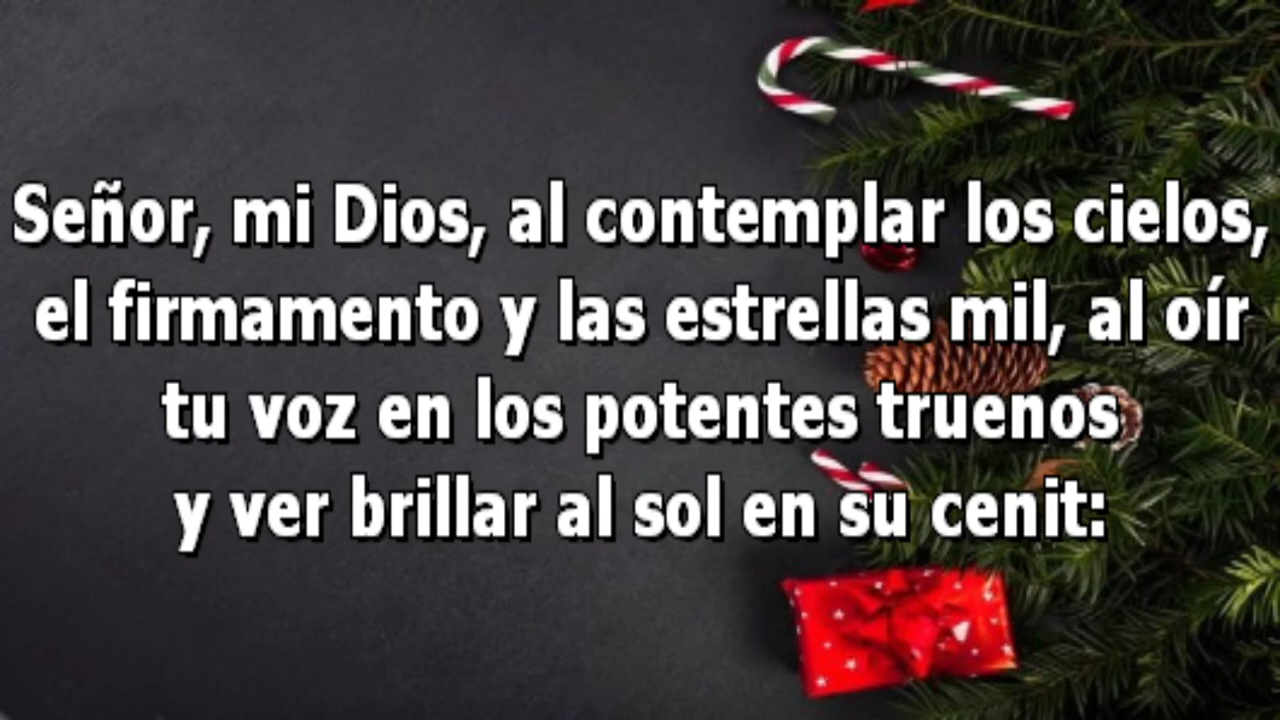 Señor, mi Dios, al contemplar los cielos,
el firmamento y las estrellas mil, al oír
tu voz en los potentes truenos
y ver brillar al sol en su cenit: